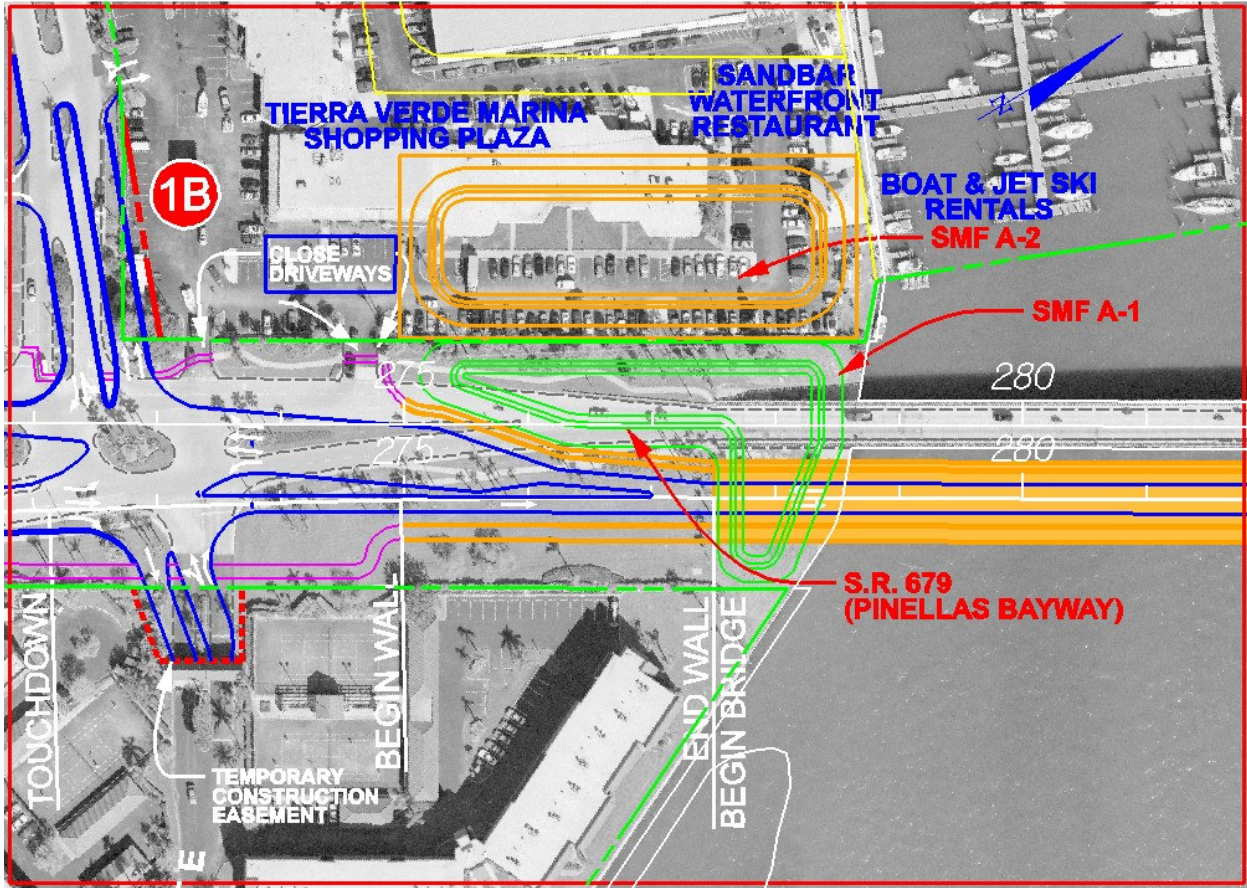 SANDBAR
WATERFRONT
RESTAURANT
TIERRA VERDE MARINA
SHOPPING PLAZA
1B
BOAT & JET SKI
RENTALS
SMF A-2
CLOSE
DRIVEWAYS
SMF A-1
275
280
275
280
S.R. 679
(PINELLAS BAYWAY)
TOUCHDOWN
BEGIN WALL
END WALL
BEGIN BRIDGE
TEMPORARY
CONSTRUCTION
EASEMENT
E
N